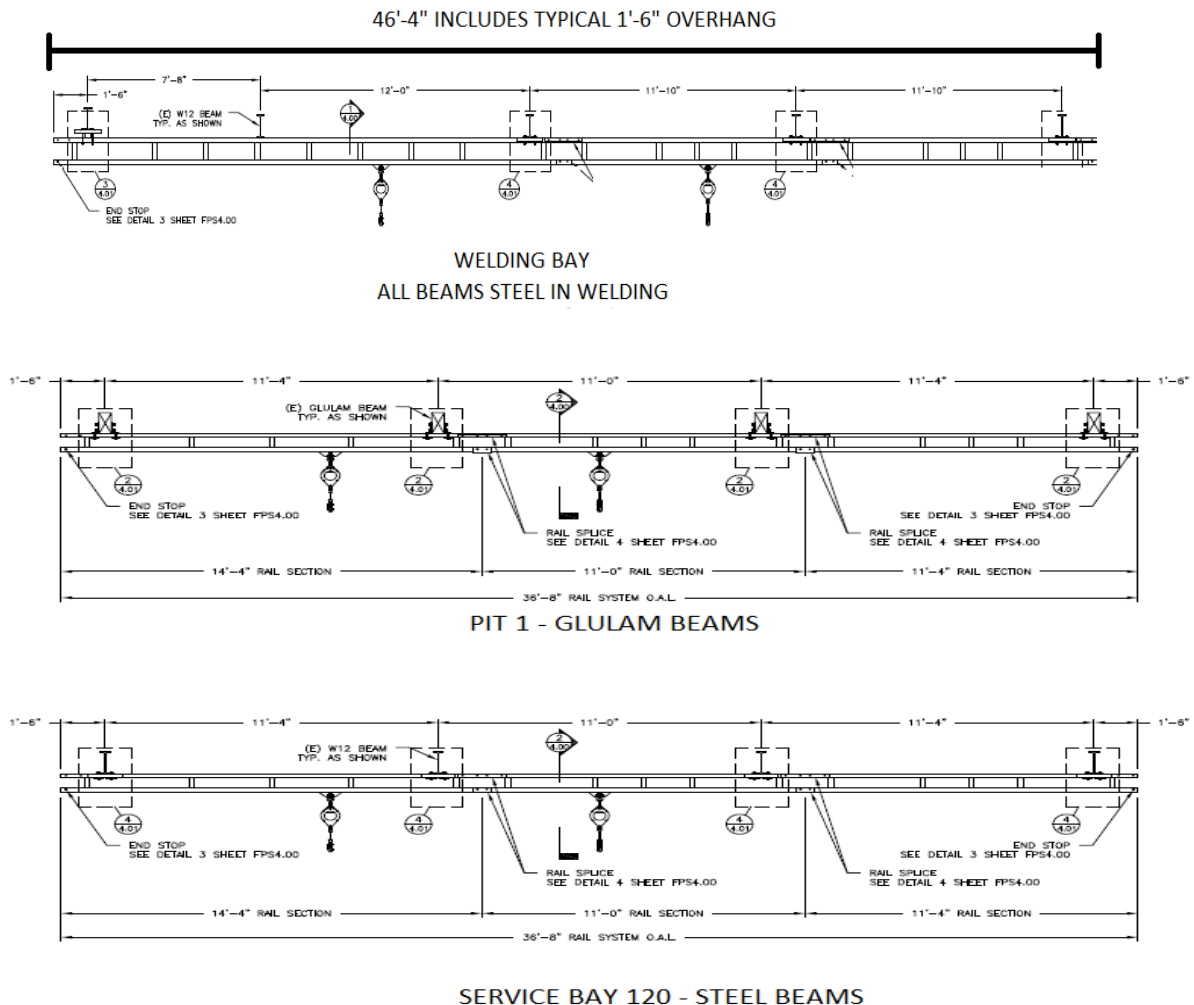 46'-4" INCLUDES TYPICAL 1'-6" OVERHANG
7'-8"
1'-6"
12'-0"
11'-10"
11'-10"
(E) W12 BEAM
TYP. AS SHOWN
1
4.00
3
4.01
4
4.01
4
4.01
END STOP
SEE DETAIL 3 SHEET FPS4.00
WELDING BAY
ALL BEAMS STEEL IN WELDING
1'-6"
11'-4"
11'-0"
11'-4"
1'-6"
(E) GLULAM BEAM
TYP. AS SHOWN
2
4.00
2
4.01
2
4.01
2
4.01
2
4.01
END STOP
SEE DETAIL 3 SHEET FPS4.00
END STOP
SEE DETAIL 3 SHEET FPS4.00
RAIL SPLICE
SEE DETAIL 4 SHEET FPS4.00
RAIL SPLICE
SEE DETAIL 4 SHEET FPS4.00
14'-4" RAIL SECTION
11'-0" RAIL SECTION
11'-4" RAIL SECTION
36'-8" RAIL SYSTEM O.A.L.
PIT 1 - GLULAM BEAMS
1'-6"
11'-4"
11'-0"
11'-4"
1'-6"
(E) W12 BEAM
TYP. AS SHOWN
2
4.00
4
4.01
4
4.01
4
4.01
4
4.01
END STOP
SEE DETAIL 3 SHEET FPS4.00
END STOP
SEE DETAIL 3 SHEET FPS4.00
RAIL SPLICE
SEE DETAIL 4 SHEET FPS4.00
RAIL SPLICE
SEE DETAIL 4 SHEET FPS4.00
14'-4" RAIL SECTION
11'-0" RAIL SECTION
11'-4" RAIL SECTION
36'-8" RAIL SYSTEM O.A.L.
SERVICE BAY 120 - STEEL BEAMS